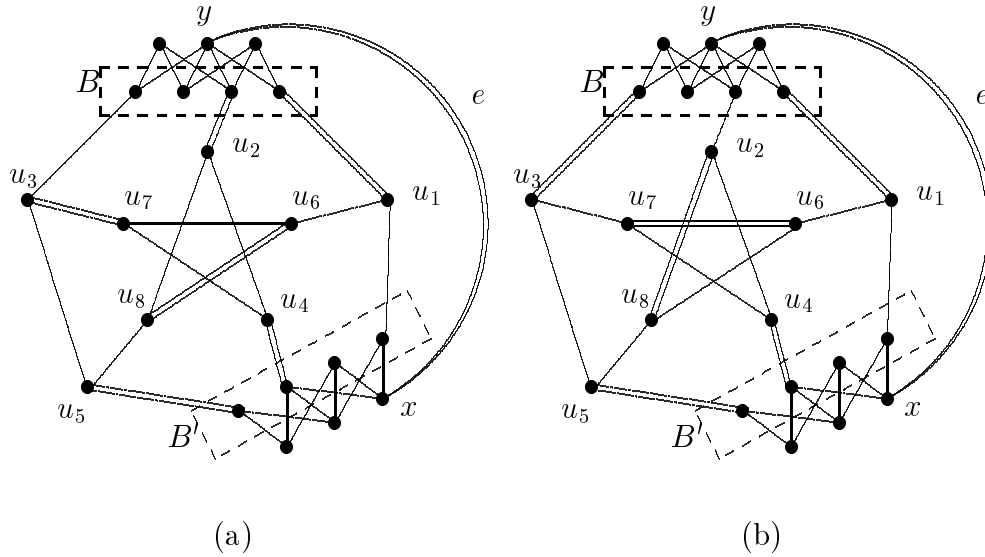 y y
B B
e e
u₂ u₂
u₃ u₃
u₇ u₆ u₁ u₇ u₆ u₁
u₈ u₄ u₈ u₄
u₅ x u₅ x
B′ B′
(a) (b)